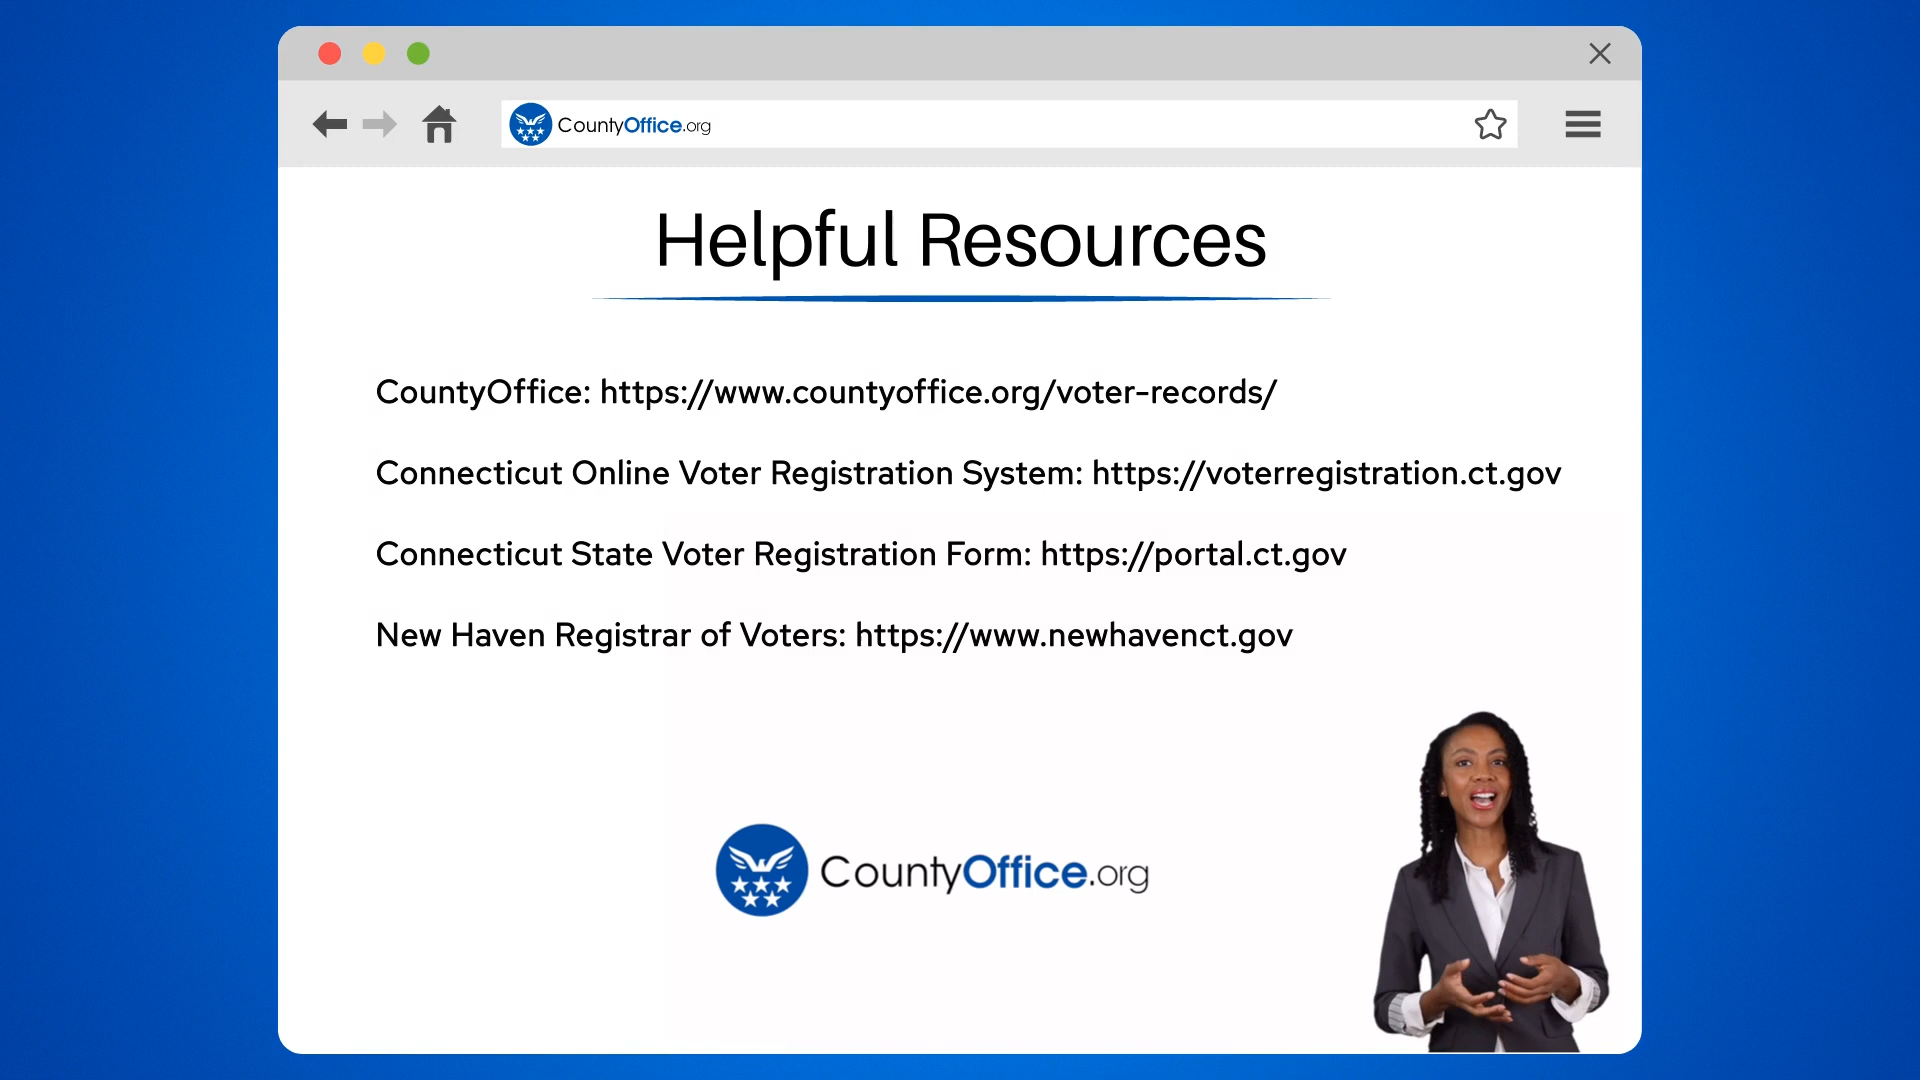 CountyOffice.org
Helpful Resources
CountyOffice: https://www.countyoffice.org/voter-records/
Connecticut Online Voter Registration System: https://voterregistration.ct.gov
Connecticut State Voter Registration Form: https://portal.ct.gov
New Haven Registrar of Voters: https://www.newhavenct.gov
CountyOffice.org